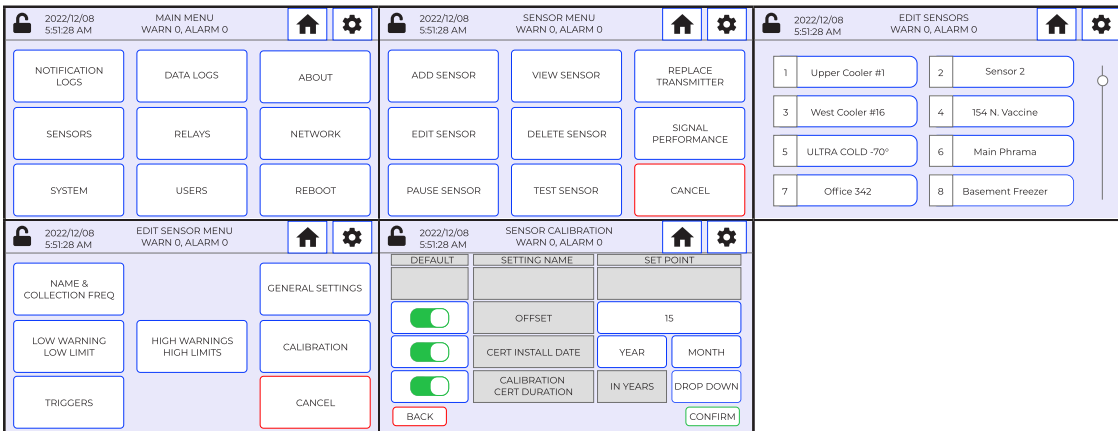 2022/12/08
5:51:28 AM
MAIN MENU
WARN 0, ALARM 0
NOTIFICATION
LOGS
DATA LOGS
ABOUT
SENSORS
RELAYS
NETWORK
SYSTEM
USERS
REBOOT
2022/12/08
5:51:28 AM
SENSOR MENU
WARN 0, ALARM 0
ADD SENSOR
VIEW SENSOR
REPLACE
TRANSMITTER
EDIT SENSOR
DELETE SENSOR
SIGNAL
PERFORMANCE
PAUSE SENSOR
TEST SENSOR
CANCEL
2022/12/08
5:51:28 AM
EDIT SENSORS
WARN 0, ALARM 0
1 Upper Cooler #1
2 Sensor 2
3 West Cooler #16
4 154 N. Vaccine
5 ULTRA COLD -70°
6 Main Phrama
7 Office 342
8 Basement Freezer
2022/12/08
5:51:28 AM
EDIT SENSOR MENU
WARN 0, ALARM 0
NAME &
COLLECTION FREQ
GENERAL SETTINGS
LOW WARNING
LOW LIMIT
HIGH WARNINGS
HIGH LIMITS
CALIBRATION
TRIGGERS
CANCEL
2022/12/08
5:51:28 AM
SENSOR CALIBRATION
WARN 0, ALARM 0
DEFAULT
SETTING NAME
SET POINT
OFFSET
15
CERT INSTALL DATE
YEAR
MONTH
CALIBRATION
CERT DURATION
IN YEARS
DROP DOWN
BACK
CONFIRM